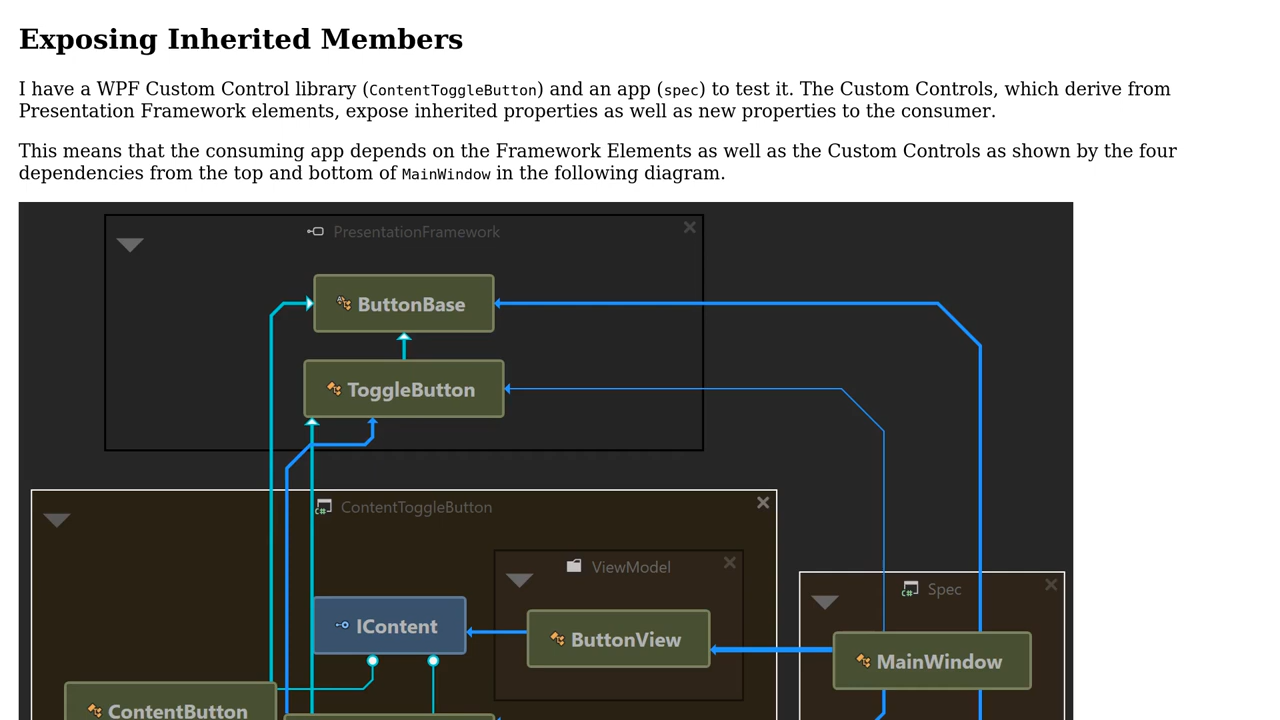 Exposing Inherited Members
I have a WPF Custom Control library (ContentToggleButton) and an app (spec) to test it. The Custom Controls, which derive from
Presentation Framework elements, expose inherited properties as well as new properties to the consumer.
This means that the consuming app depends on the Framework Elements as well as the Custom Controls as shown by the four
dependencies from the top and bottom of MainWindow in the following diagram.
PresentationFramework
ButtonBase
ToggleButton
ContentToggleButton
ViewModel
Spec
IContent
ButtonView
MainWindow
ContentButton